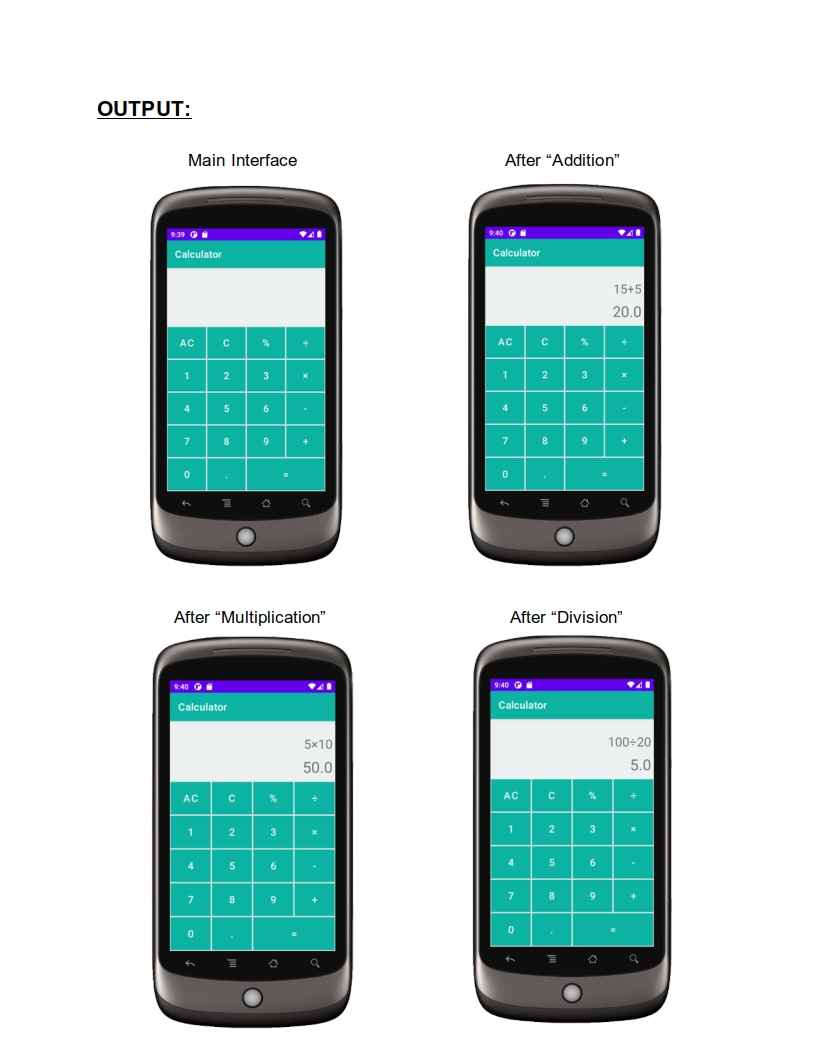 OUTPUT:
Main Interface
9:39
Calculator
AC C % ÷
1 2 3 ×
4 5 6 -
7 8 9 +
0 . =
After “Addition”
9:40
Calculator
15+5
20.0
AC C % ÷
1 2 3 ×
4 5 6 -
7 8 9 +
0 . =
After “Multiplication”
9:40
Calculator
5×10
50.0
AC C % ÷
1 2 3 ×
4 5 6 -
7 8 9 +
0 . =
After “Division”
9:40
Calculator
100÷20
5.0
AC C % ÷
1 2 3 ×
4 5 6 -
7 8 9 +
0 . =